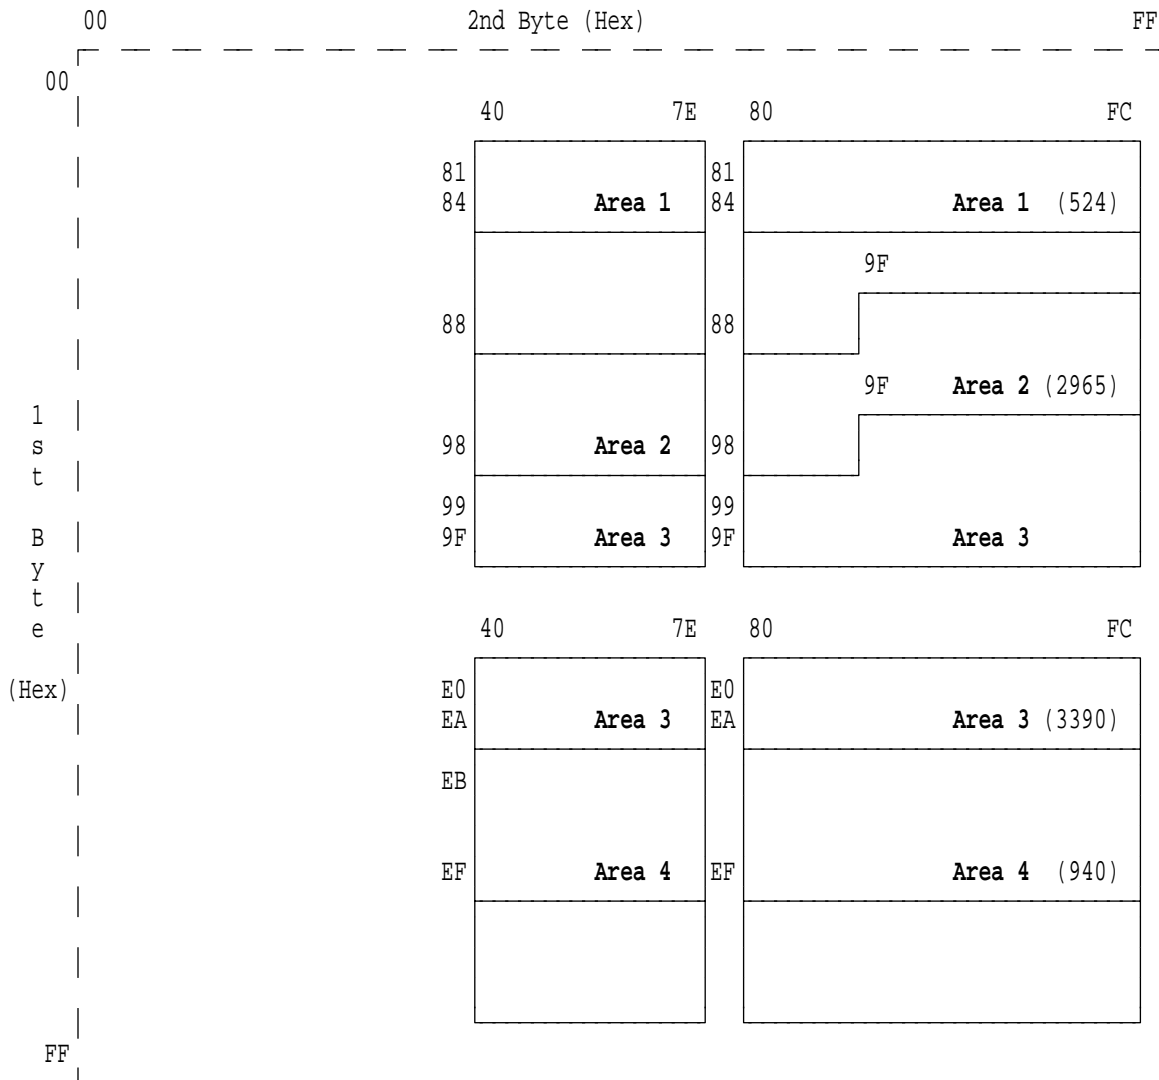 00 2nd Byte (Hex) FF
00
40 7E 80 FC
81 81
84 Area 1 84 Area 1 (524)
9F
88 88
9F Area 2 (2965)
1
s 98 Area 2 98
t
99 99
B 9F Area 3 9F Area 3
y
t
e 40 7E 80 FC
(Hex) E0 E0
EA Area 3 EA Area 3 (3390)
EB
EF Area 4 EF Area 4 (940)
FF